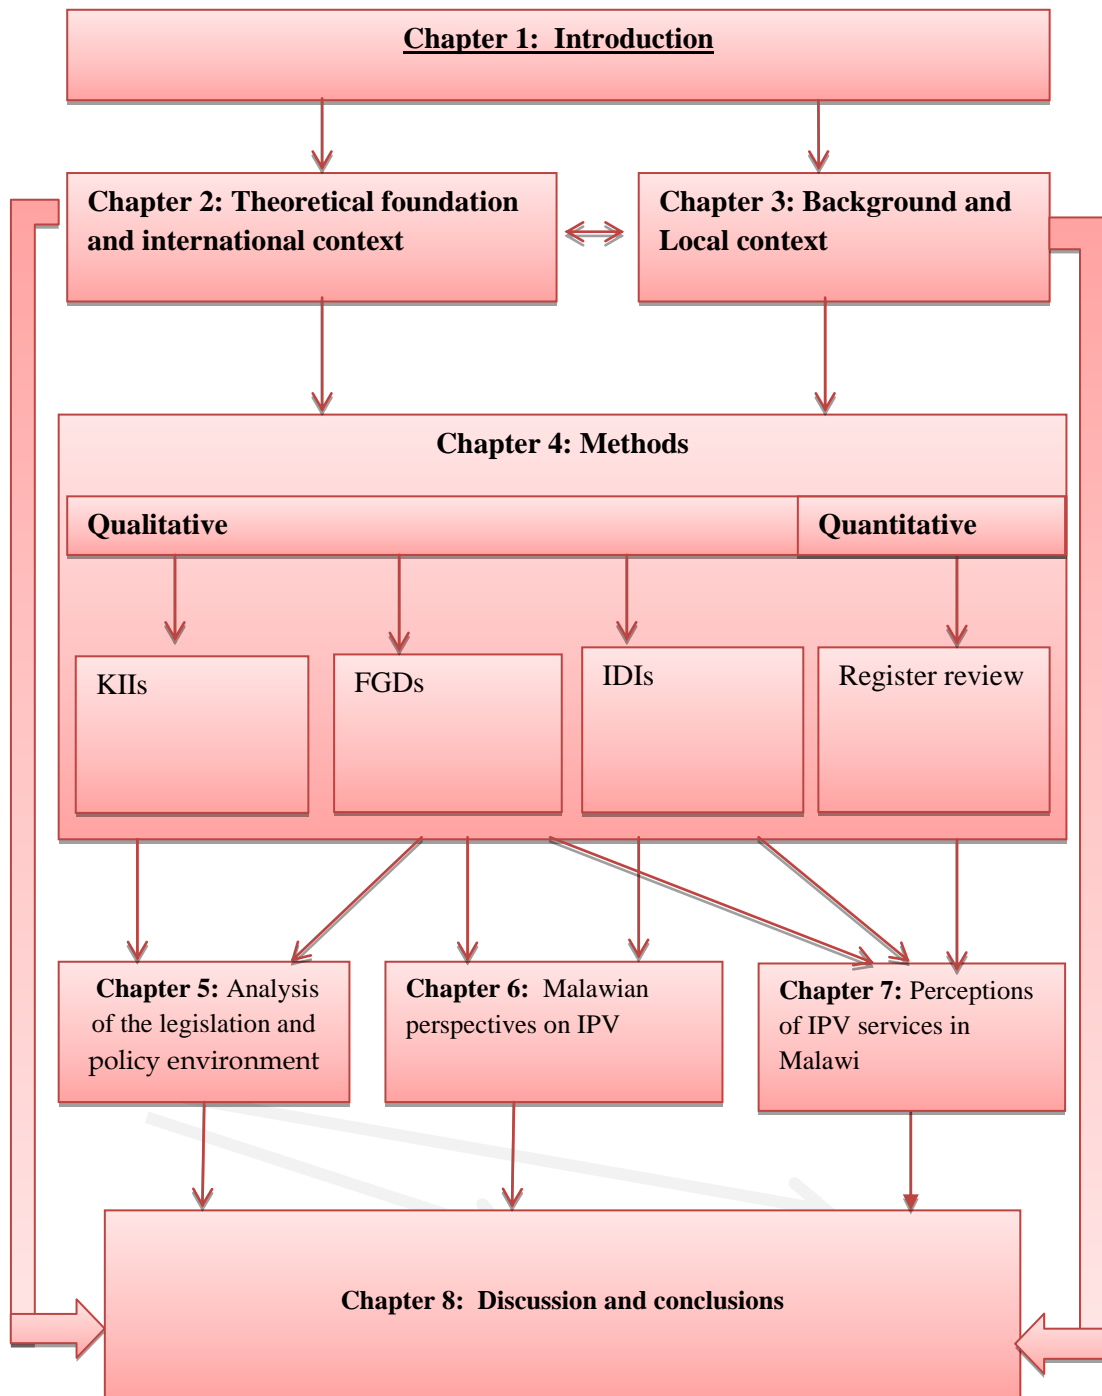 Chapter 1: Introduction
Chapter 2: Theoretical foundation
and international context
Chapter 3: Background and
Local context
Chapter 4: Methods
Qualitative
Quantitative
KIIs
FGDs
IDIs
Register review
Chapter 5: Analysis
of the legislation and
policy environment
Chapter 6: Malawian
perspectives on IPV
Chapter 7: Perceptions
of IPV services in
Malawi
Chapter 8: Discussion and conclusions